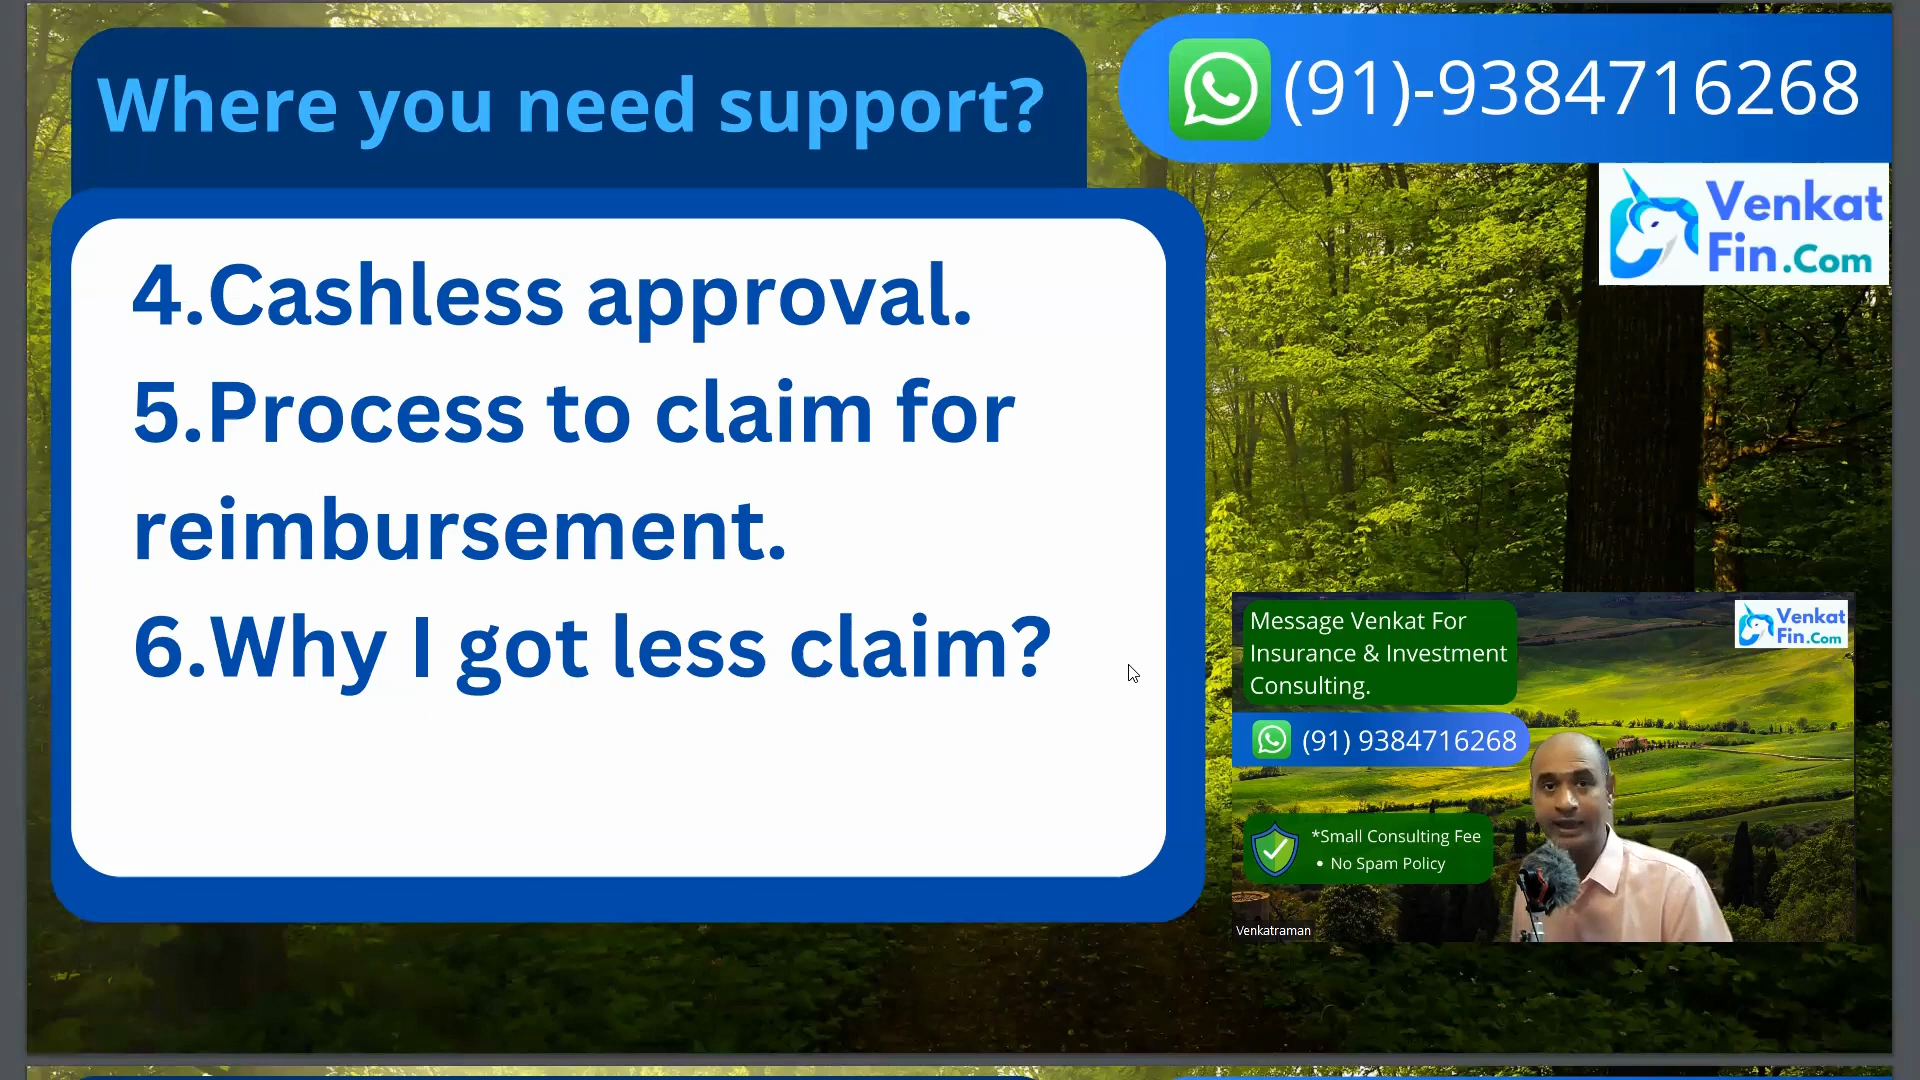 Where you need support?
(91)-9384716268
Venkat
Fin.Com
4.Cashless approval.
5.Process to claim for
reimbursement.
6.Why I got less claim?
Message Venkat For
Insurance & Investment
Consulting.
Venkat
Fin.Com
(91) 9384716268
*Small Consulting Fee
• No Spam Policy
Venkatraman